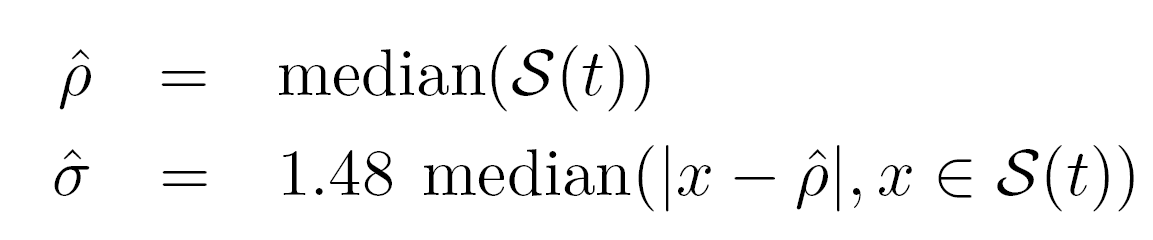 ρ̂ = median(𝒮(t))
σ̂ = 1.48 median(|x − ρ̂|, x ∈ 𝒮(t))